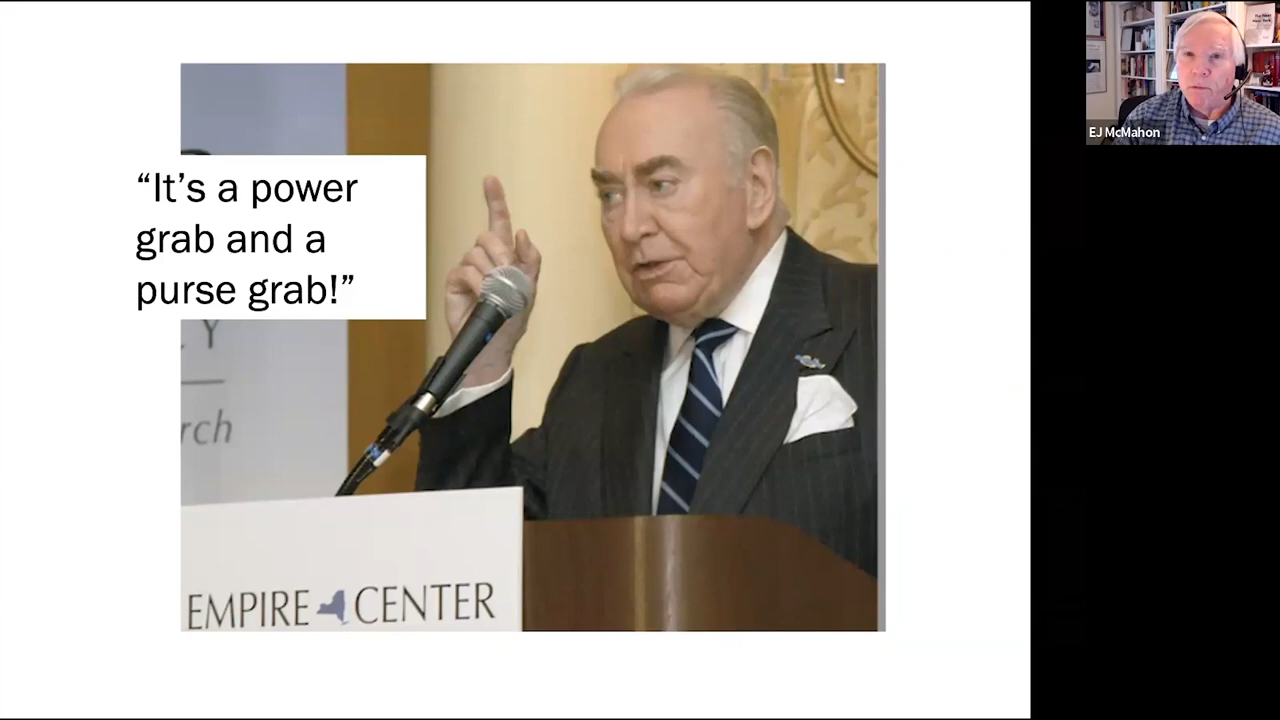 “It’s a power
grab and a
purse grab!”
rch
EMPIRE CENTER
EJ McMahon